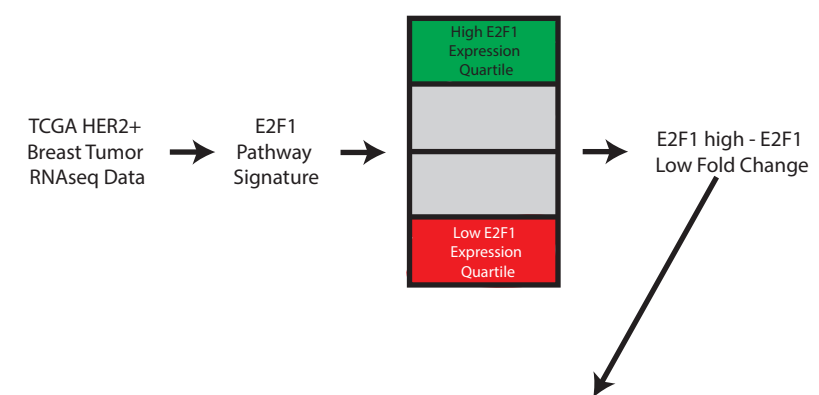 High E2F1
Expression
Quartile
TCGA HER2+
Breast Tumor
RNAseq Data
E2F1
Pathway
Signature
E2F1 high - E2F1
Low Fold Change
Low E2F1
Expression
Quartile